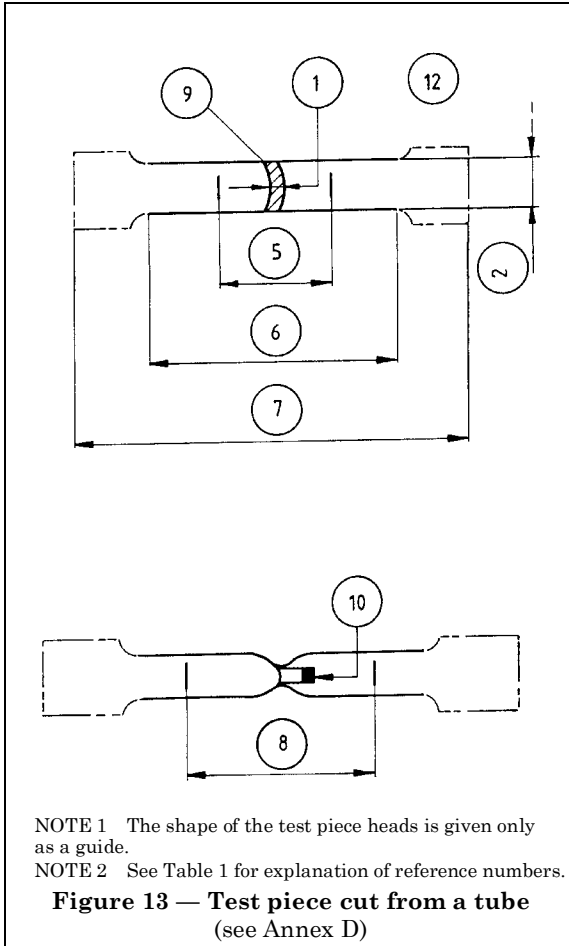 9
1
12
2
5
6
7
10
8
NOTE 1 The shape of the test piece heads is given only
as a guide.
NOTE 2 See Table 1 for explanation of reference numbers.
Figure 13 — Test piece cut from a tube
(see Annex D)